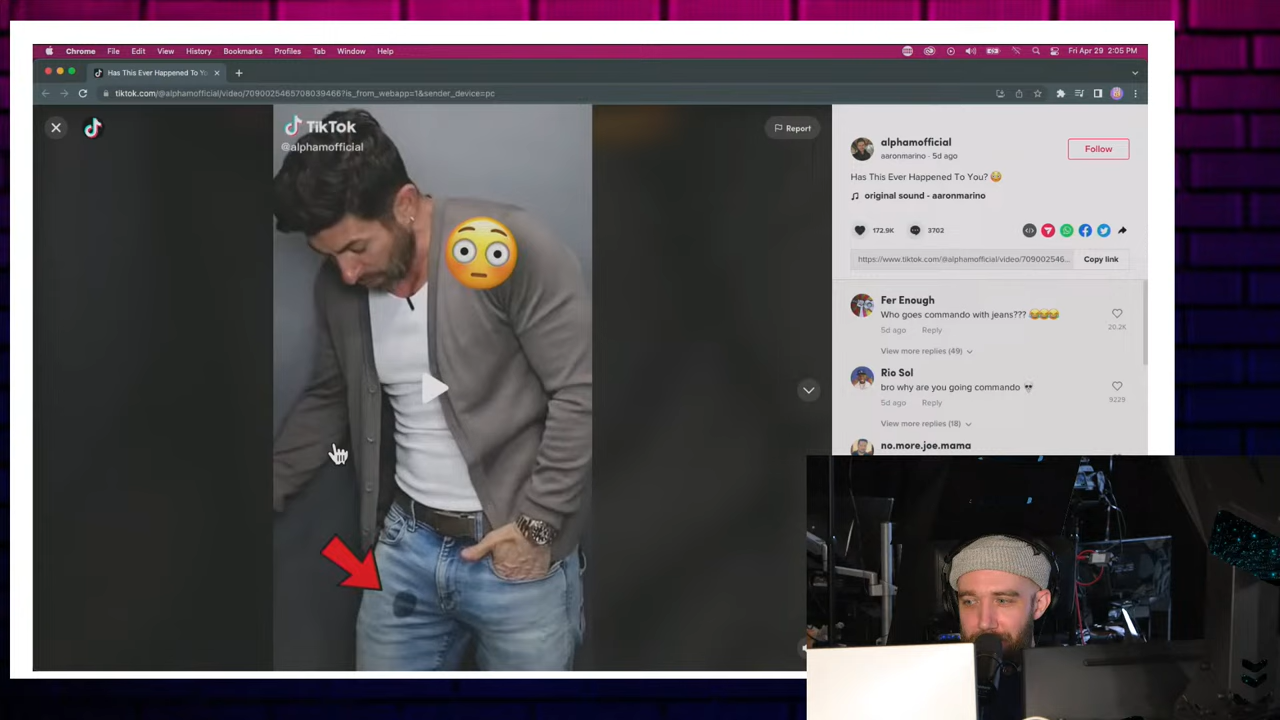 Chrome File Edit View History Bookmarks Profiles Tab Window Help
Fri Apr 29 2:05 PM
Has This Ever Happened To Yo
tiktok.com/@alphamofficial/video/7090025465708039466?is_from_webapp=1&sender_device=pc
TikTok
@alphamofficial
Report
alphamofficial
aaronmarino · 5d ago
Follow
Has This Ever Happened To You?
original sound - aaronmarino
172.9K
3702
https://www.tiktok.com/@alphamofficial/video/709002546...
Copy link
Fer Enough
Who goes commando with jeans???
5d ago Reply
20.2K
View more replies (49)
Rio Sol
bro why are you going commando
5d ago Reply
9229
View more replies (18)
no.more.joe.mama